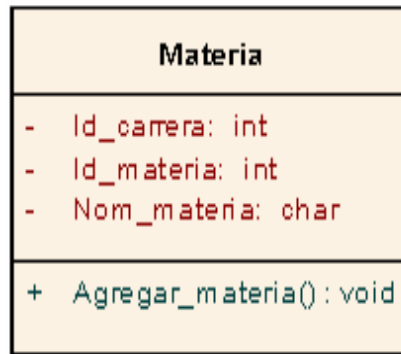 Materia
- Id_carrera: int
- Id_materia: int
- Nom_materia: char
+ Agregar_materia() : void